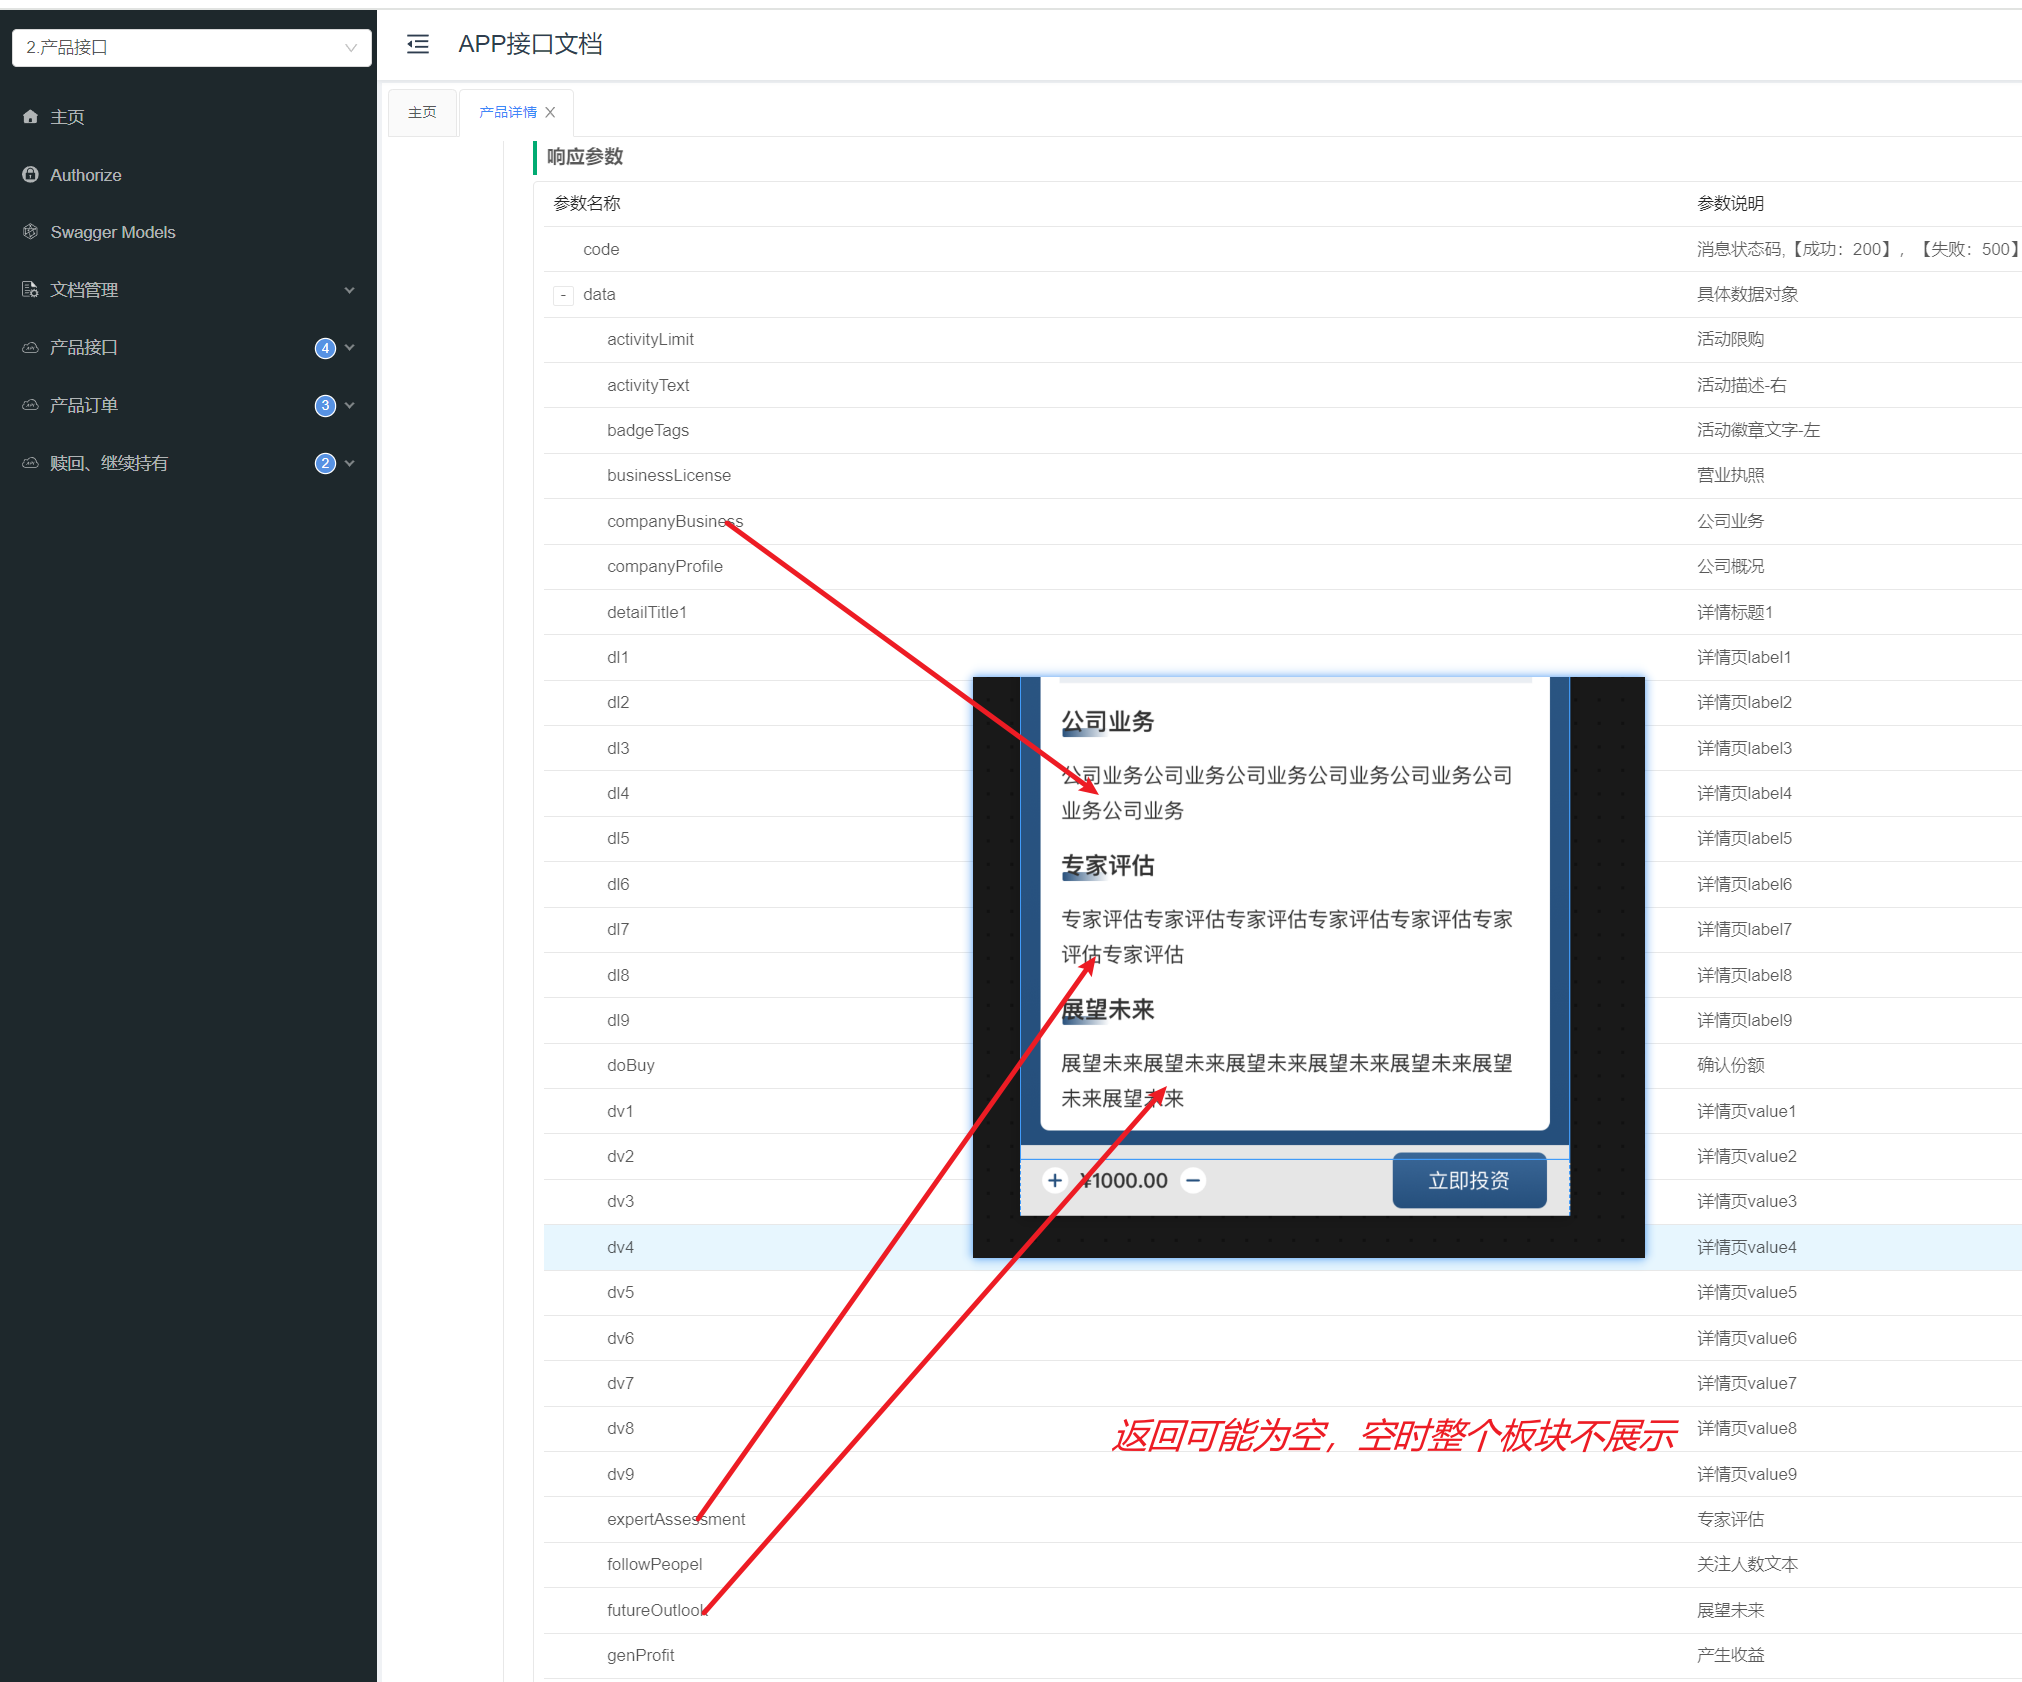 2.产品接口
主页
Authorize
Swagger Models
文档管理
产品接口
4
产品订单
3
赎回、继续持有
2
APP接口文档
主页
产品详情
响应参数
参数名称 参数说明
code 消息状态码,【成功：200】，【失败：500】
- data 具体数据对象
activityLimit 活动限购
activityText 活动描述-右
badgeTags 活动徽章文字-左
businessLicense 营业执照
companyBusiness 公司业务
companyProfile 公司概况
detailTitle1 详情标题1
dl1 详情页label1
dl2 详情页label2
dl3 详情页label3
dl4 详情页label4
dl5 详情页label5
dl6 详情页label6
dl7 详情页label7
dl8 详情页label8
dl9 详情页label9
doBuy 确认份额
dv1 详情页value1
dv2 详情页value2
dv3 详情页value3
dv4 详情页value4
dv5 详情页value5
dv6 详情页value6
dv7 详情页value7
dv8 详情页value8
dv9 详情页value9
expertAssessment 专家评估
followPeopel 关注人数文本
futureOutlook 展望未来
genProfit 产生收益
公司业务
公司业务公司业务公司业务公司业务公司业务公司
业务公司业务
专家评估
专家评估专家评估专家评估专家评估专家评估专家
评估专家评估
展望未来
展望未来展望未来展望未来展望未来展望未来展望
未来展望未来
+ ¥1000.00 −
立即投资
返回可能为空，空时整个板块不展示